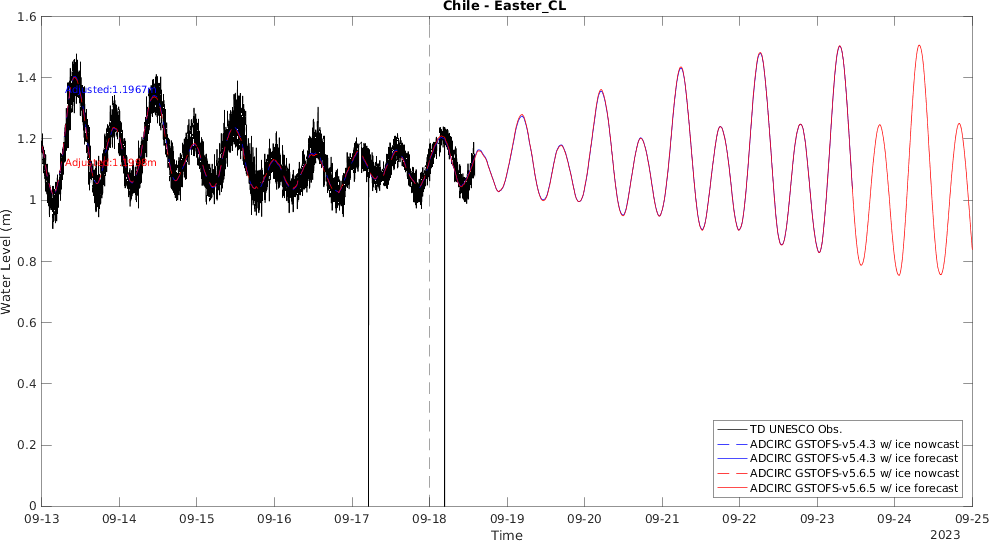 Chile - Easter_CL
1.6
1.4
1.2
1
0.8
0.6
0.4
0.2
0
Water Level (m)
Adjusted:1.1967m
TD UNESCO Obs.
ADCIRC GSTOFS-v5.4.3 w/ ice nowcast
ADCIRC GSTOFS-v5.4.3 w/ ice forecast
ADCIRC GSTOFS-v5.6.5 w/ ice nowcast
ADCIRC GSTOFS-v5.6.5 w/ ice forecast
09-13 09-14 09-15 09-16 09-17 09-18 09-19 09-20 09-21 09-22 09-23 09-24 09-25
Time
2023